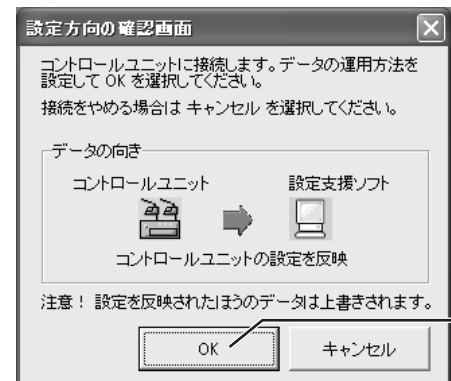 設定方向の確認画面
コントロールユニットに接続します。データの運用方法を
設定して OK を選択してください。
接続をやめる場合は キャンセル を選択してください。
データの向き
コントロールユニット 設定支援ソフト
コントロールユニットの設定を反映
注意！ 設定を反映されたほうのデータは上書きされます。
OK キャンセル